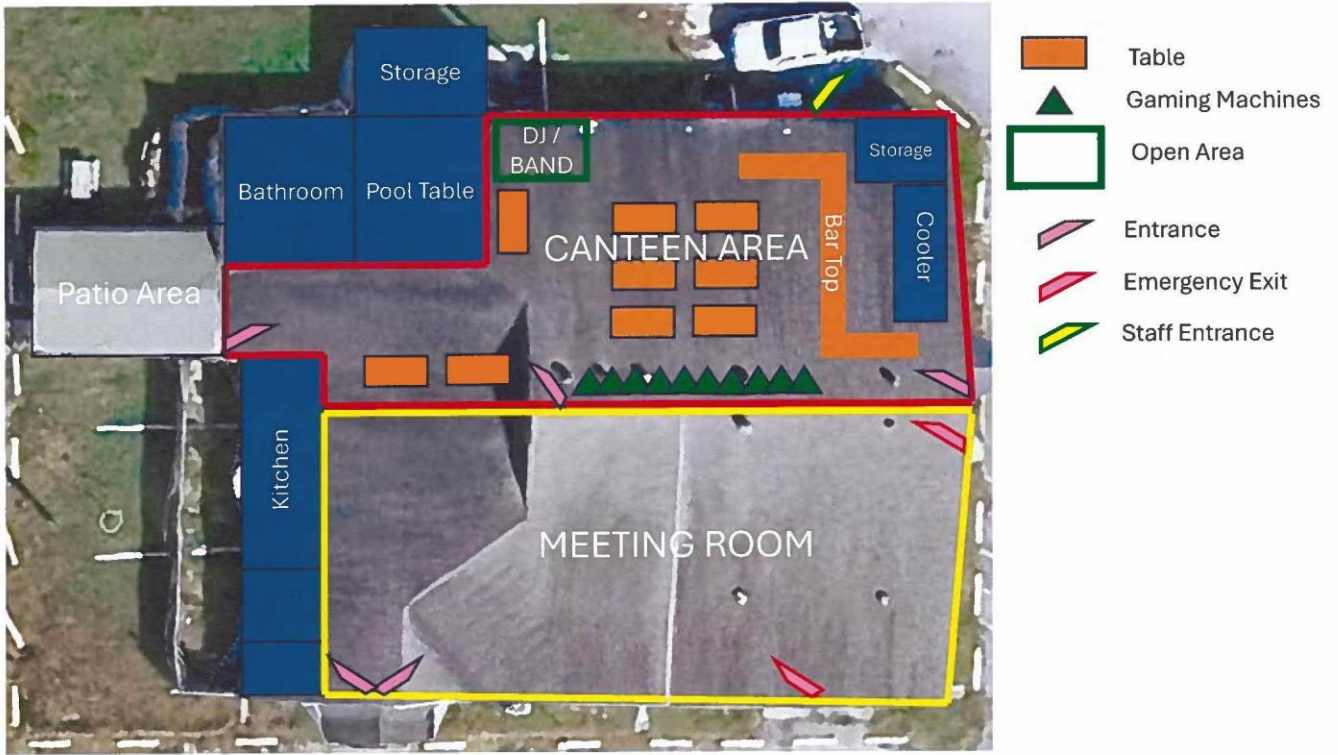 Storage
DJ /
BAND
Storage
Bathroom
Pool Table
CANTEEN AREA
Bar Top
Cooler
Patio Area
Kitchen
MEETING ROOM
Table
Gaming Machines
Open Area
Entrance
Emergency Exit
Staff Entrance